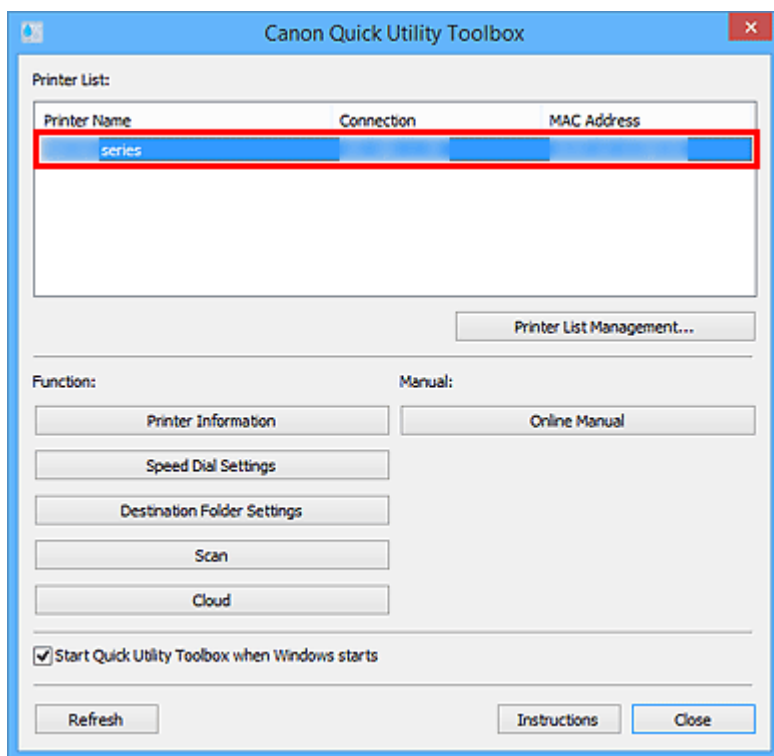 Canon Quick Utility Toolbox
Printer List:
Printer Name Connection MAC Address
series
Printer List Management...
Function: Manual:
Printer Information Online Manual
Speed Dial Settings
Destination Folder Settings
Scan
Cloud
Start Quick Utility Toolbox when Windows starts
Refresh Instructions Close